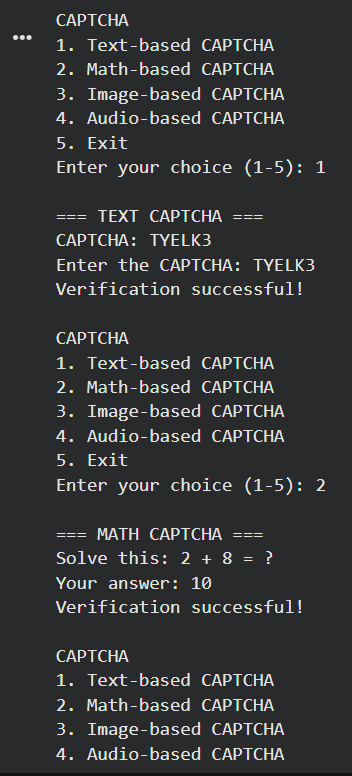 CAPTCHA
1. Text-based CAPTCHA
2. Math-based CAPTCHA
3. Image-based CAPTCHA
4. Audio-based CAPTCHA
5. Exit
Enter your choice (1-5): 1
=== TEXT CAPTCHA ===
CAPTCHA: TYELK3
Enter the CAPTCHA: TYELK3
Verification successful!
CAPTCHA
1. Text-based CAPTCHA
2. Math-based CAPTCHA
3. Image-based CAPTCHA
4. Audio-based CAPTCHA
5. Exit
Enter your choice (1-5): 2
=== MATH CAPTCHA ===
Solve this: 2 + 8 = ?
Your answer: 10
Verification successful!
CAPTCHA
1. Text-based CAPTCHA
2. Math-based CAPTCHA
3. Image-based CAPTCHA
4. Audio-based CAPTCHA